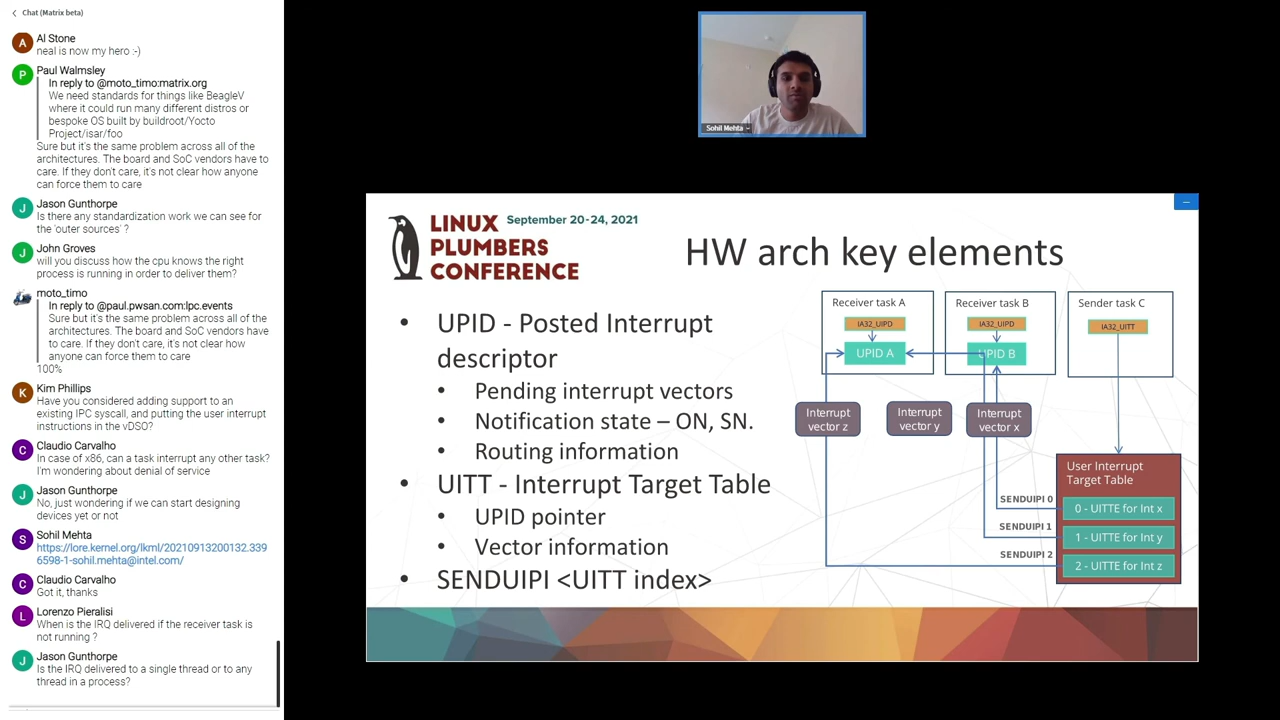 Chat (Matrix beta)
Al Stone
neal is now my hero :-)
Paul Walmsley
In reply to @moto_timo:matrix.org
We need standards for things like BeagleV
where it could run many different distros or
bespoke OS built by buildroot/Yocto
Project/isar/foo
Sure but it's the same problem across all of the
architectures. The board and SoC vendors have to
care. If they don't care, it's not clear how anyone
can force them to care
Jason Gunthorpe
Is there any standardization work we can see for
the 'outer sources' ?
John Groves
will you discuss how the cpu knows the right
process is running in order to deliver them?
moto_timo
In reply to @paul.pwsan.com:lpc.events
Sure but it's the same problem across all of the
architectures. The board and SoC vendors have
to care. If they don't care, it's not clear how
anyone can force them to care
100%
Kim Phillips
Have you considered adding support to an
existing IPC syscall, and putting the user interrupt
instructions in the vDSO?
Claudio Carvalho
In case of x86, can a task interrupt any other task?
I'm wondering about denial of service
Jason Gunthorpe
No, just wondering if we can start designing
devices yet or not
Sohil Mehta
https://lore.kernel.org/lkml/20210913200132.339
6598-1-sohil.mehta@intel.com/
Claudio Carvalho
Got it, thanks
Lorenzo Pieralisi
When is the IRQ delivered if the receiver task is
not running ?
Jason Gunthorpe
Is the IRQ delivered to a single thread or to any
thread in a process?
A
P
J
J
K
C
J
S
C
L
J
Sohil Mehta
LINUX
PLUMBERS
CONFERENCE
September 20-24, 2021
HW arch key elements
• UPID - Posted Interrupt
descriptor
• Pending interrupt vectors
• Notification state – ON, SN.
• Routing information
• UITT - Interrupt Target Table
• UPID pointer
• Vector information
• SENDUIPI <UITT index>
Receiver task A
IA32_UIPD
UPID A
Receiver task B
IA32_UIPD
UPID B
Sender task C
IA32_UITT
Interrupt
vector z
Interrupt
vector y
Interrupt
vector x
User Interrupt
Target Table
SENDUIPI 0
0 - UITTE for Int x
SENDUIPI 1
1 - UITTE for Int y
SENDUIPI 2
2 - UITTE for Int z